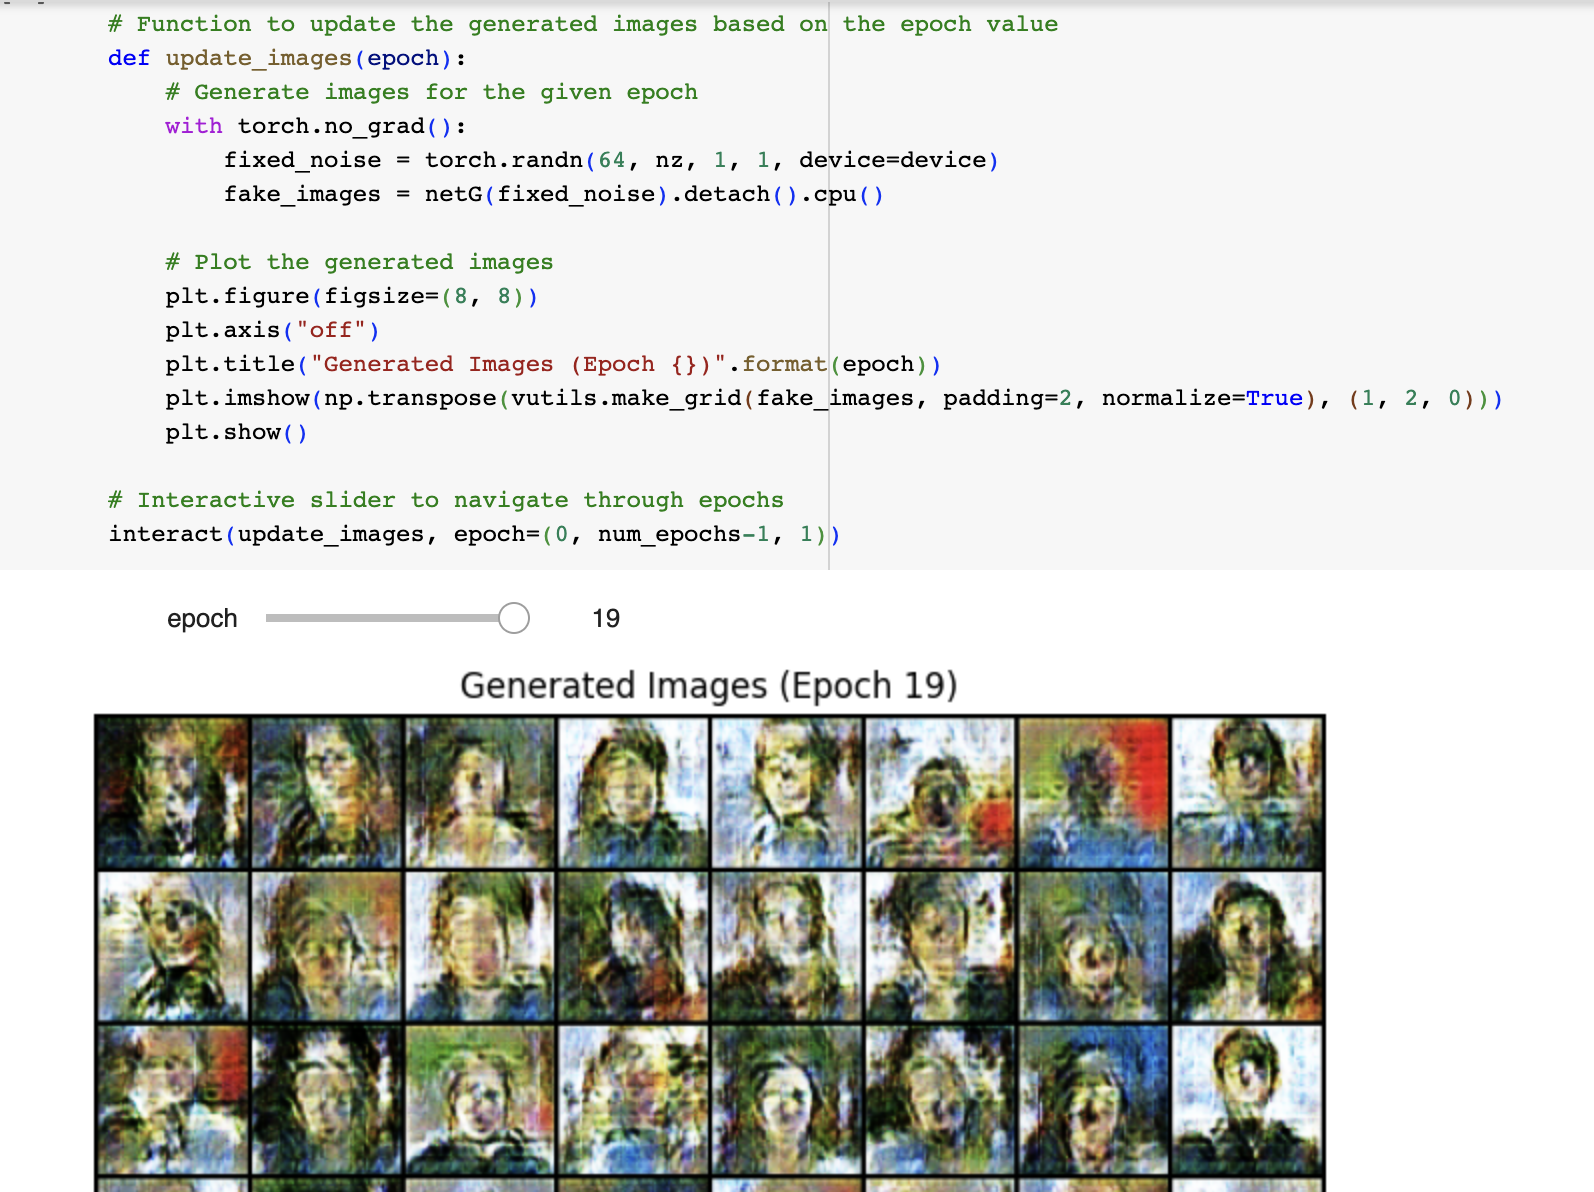 # Function to update the generated images based on the epoch value
def update_images(epoch):
# Generate images for the given epoch
with torch.no_grad():
fixed_noise = torch.randn(64, nz, 1, 1, device=device)
fake_images = netG(fixed_noise).detach().cpu()
# Plot the generated images
plt.figure(figsize=(8, 8))
plt.axis("off")
plt.title("Generated Images (Epoch {})".format(epoch))
plt.imshow(np.transpose(vutils.make_grid(fake_images, padding=2, normalize=True), (1, 2, 0)))
plt.show()
# Interactive slider to navigate through epochs
interact(update_images, epoch=(0, num_epochs-1, 1))
epoch 19
Generated Images (Epoch 19)